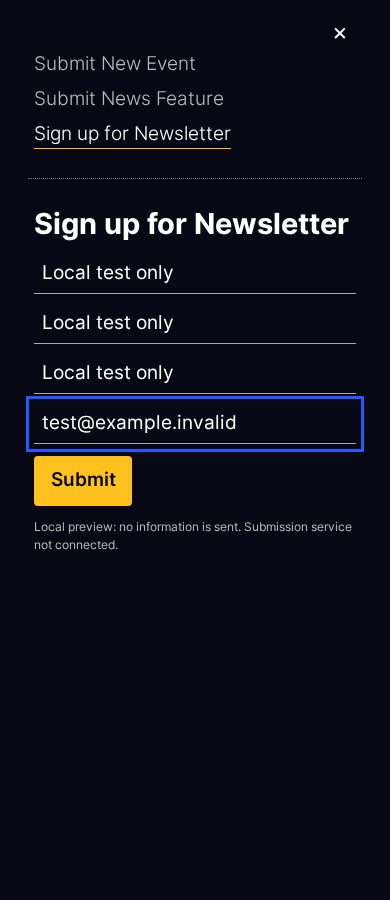 ×
Submit New Event
Submit News Feature
Sign up for Newsletter
Sign up for Newsletter
Local test only
Local test only
Local test only
test@example.invalid
Submit
Local preview: no information is sent. Submission service
not connected.